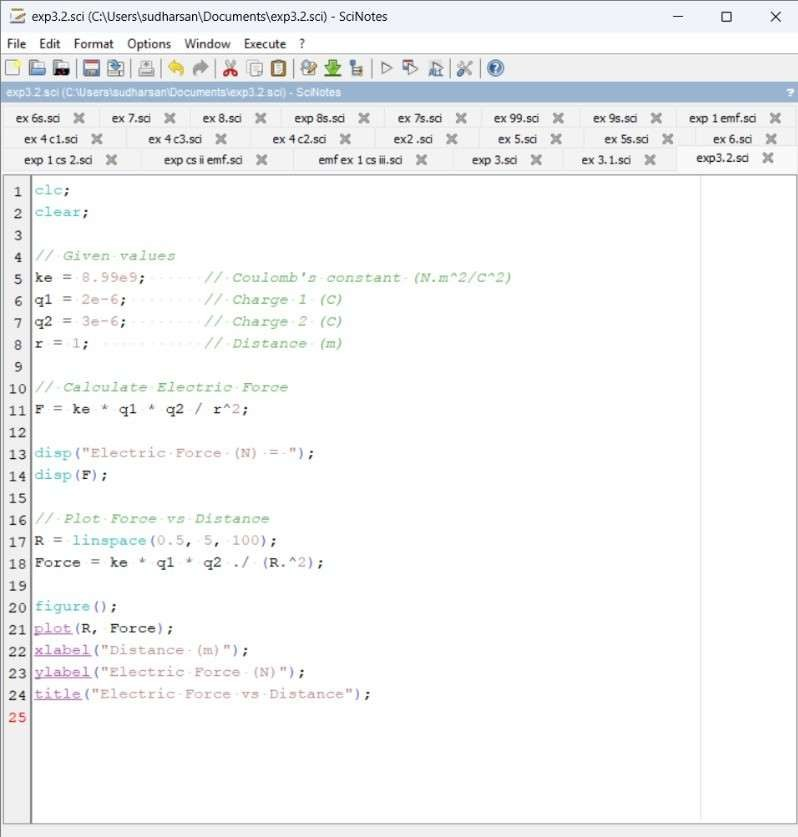 exp3.2.sci (C:\Users\sudharsan\Documents\exp3.2.sci) - SciNotes
File Edit Format Options Window Execute ?
exp3.2.sci (C:\Users\sudharsan\Documents\exp3.2.sci) - SciNotes ?
ex 6s.sci ex 7.sci ex 8.sci exp 8s.sci ex 7s.sci ex 99.sci ex 9s.sci exp 1 emf.sci
ex 4 c1.sci ex 4 c3.sci ex 4 c2.sci ex2 .sci ex 5.sci ex 5s.sci ex 6.sci
exp 1 cs 2.sci exp cs ii emf.sci emf ex 1 cs iii.sci exp 3.sci ex 3.1.sci exp3.2.sci
1 clc;
2 clear;
3
4 // Given values
5 ke = 8.99e9; // Coulomb's constant (N.m^2/C^2)
6 q1 = 2e-6; // Charge 1 (C)
7 q2 = 3e-6; // Charge 2 (C)
8 r = 1; // Distance (m)
9
10 // Calculate Electric Force
11 F = ke * q1 * q2 / r^2;
12
13 disp("Electric Force (N) = ");
14 disp(F);
15
16 // Plot Force vs Distance
17 R = linspace(0.5, 5, 100);
18 Force = ke * q1 * q2 ./ (R.^2);
19
20 figure();
21 plot(R, Force);
22 xlabel("Distance (m)");
23 ylabel("Electric Force (N)");
24 title("Electric Force vs Distance");
25